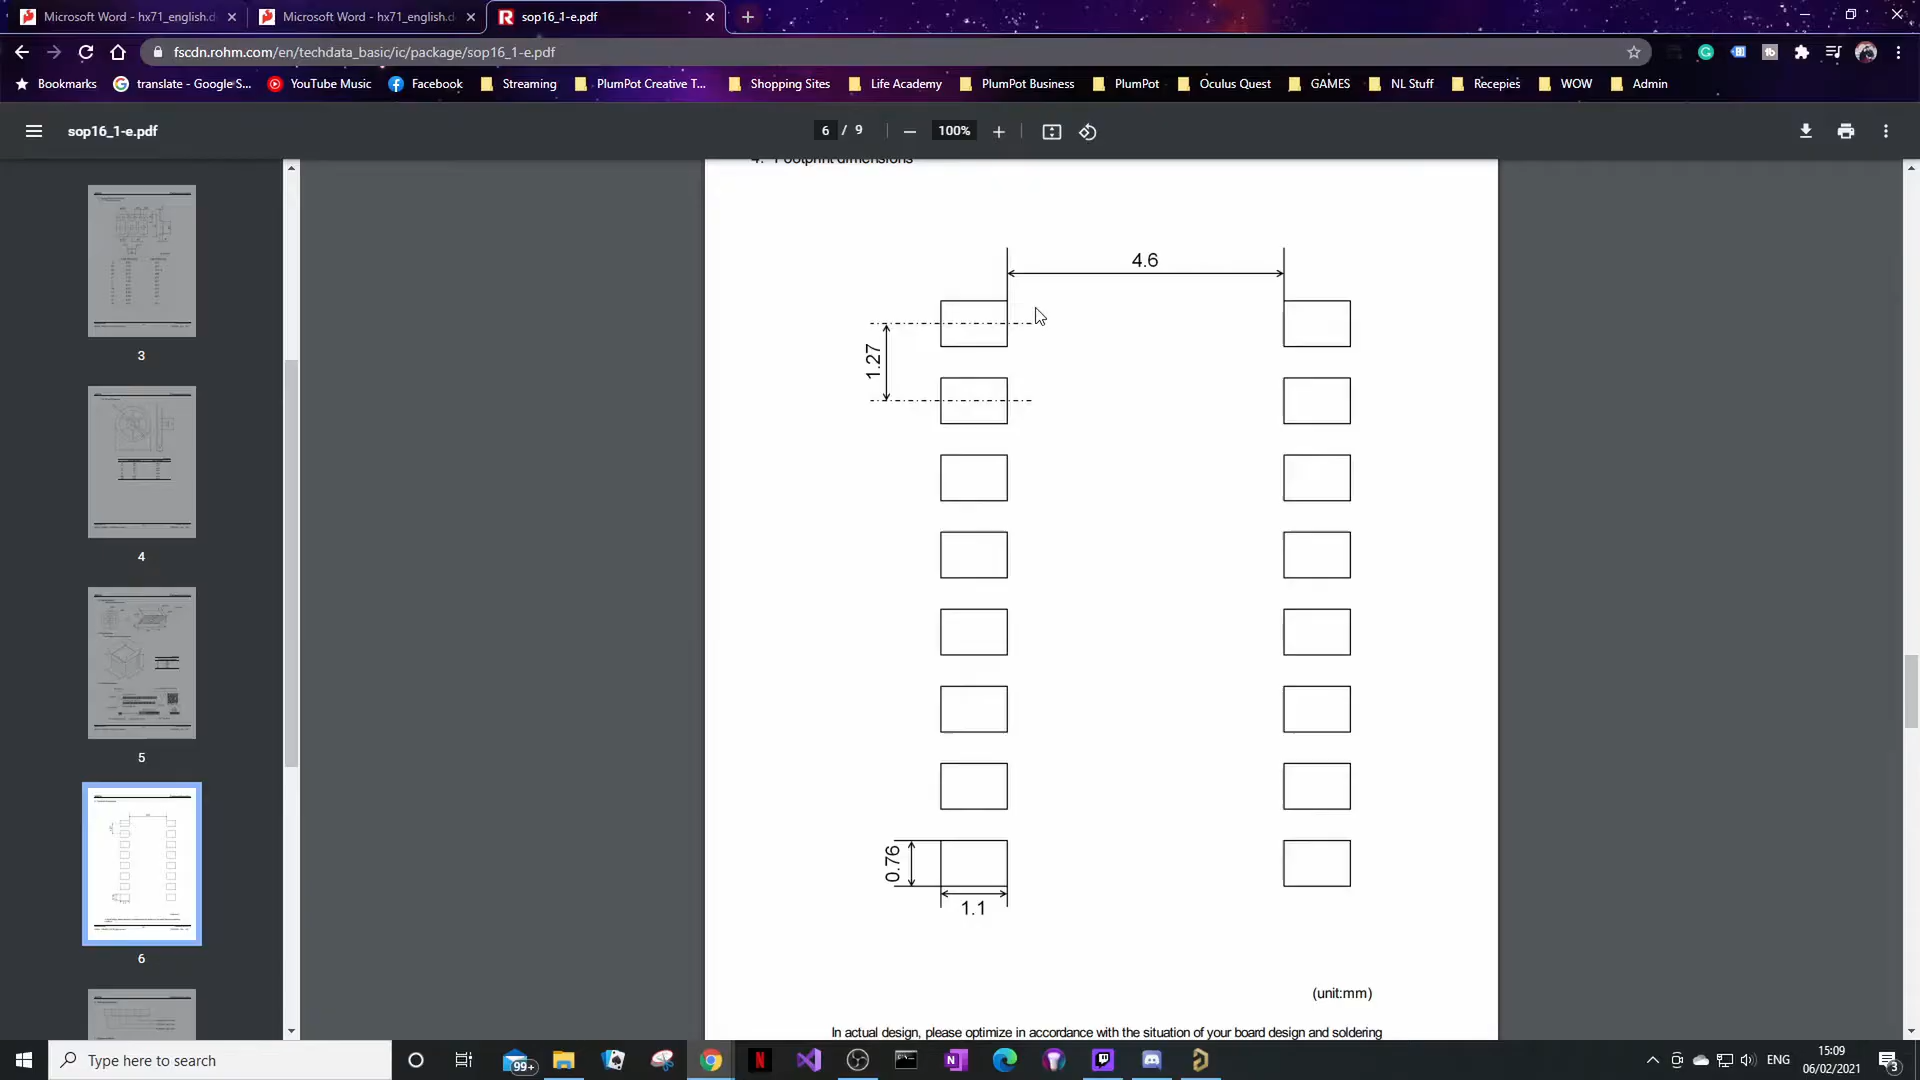 Microsoft Word - hx71_english.d
Microsoft Word - hx71_english.d
sop16_1-e.pdf
fscdn.rohm.com/en/techdata_basic/ic/package/sop16_1-e.pdf
Bookmarks
translate - Google S...
YouTube Music
Facebook
Streaming
PlumPot Creative T...
Shopping Sites
Life Academy
PlumPot Business
PlumPot
Oculus Quest
GAMES
NL Stuff
Recepies
WOW
Admin
sop16_1-e.pdf
6 / 9
100%
3
4
5
6
4. Footprint dimensions
4.6
1.27
0.76
1.1
(unit:mm)
In actual design, please optimize in accordance with the situation of your board design and soldering
Type here to search
99+
ENG
15:09
06/02/2021
3